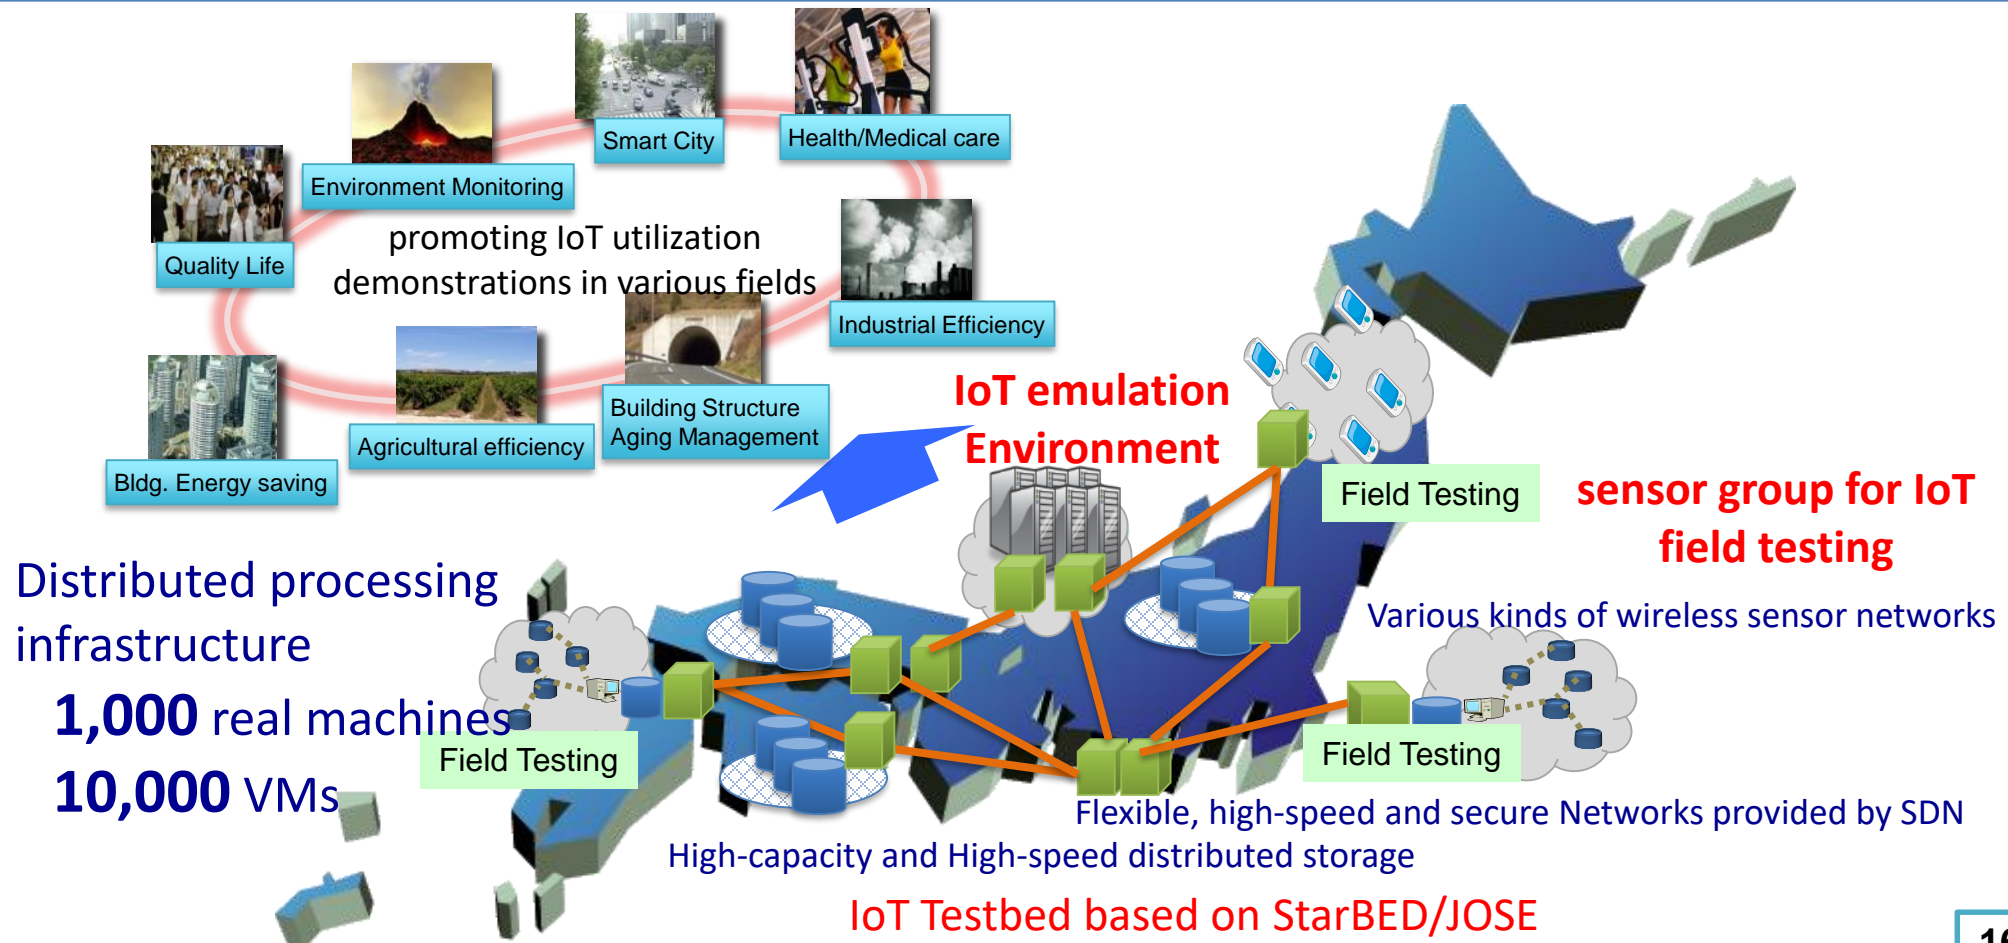 Smart City
Health/Medical care
Environment Monitoring
Quality Life
promoting IoT utilization
demonstrations in various fields
Industrial Efficiency
Building Structure
Aging Management
Agricultural efficiency
Bldg. Energy saving
IoT emulation
Environment
Field Testing
sensor group for IoT
field testing
Various kinds of wireless sensor networks
Distributed processing
infrastructure
1,000 real machines
10,000 VMs
Field Testing
Field Testing
Flexible, high-speed and secure Networks provided by SDN
High-capacity and High-speed distributed storage
IoT Testbed based on StarBED/JOSE